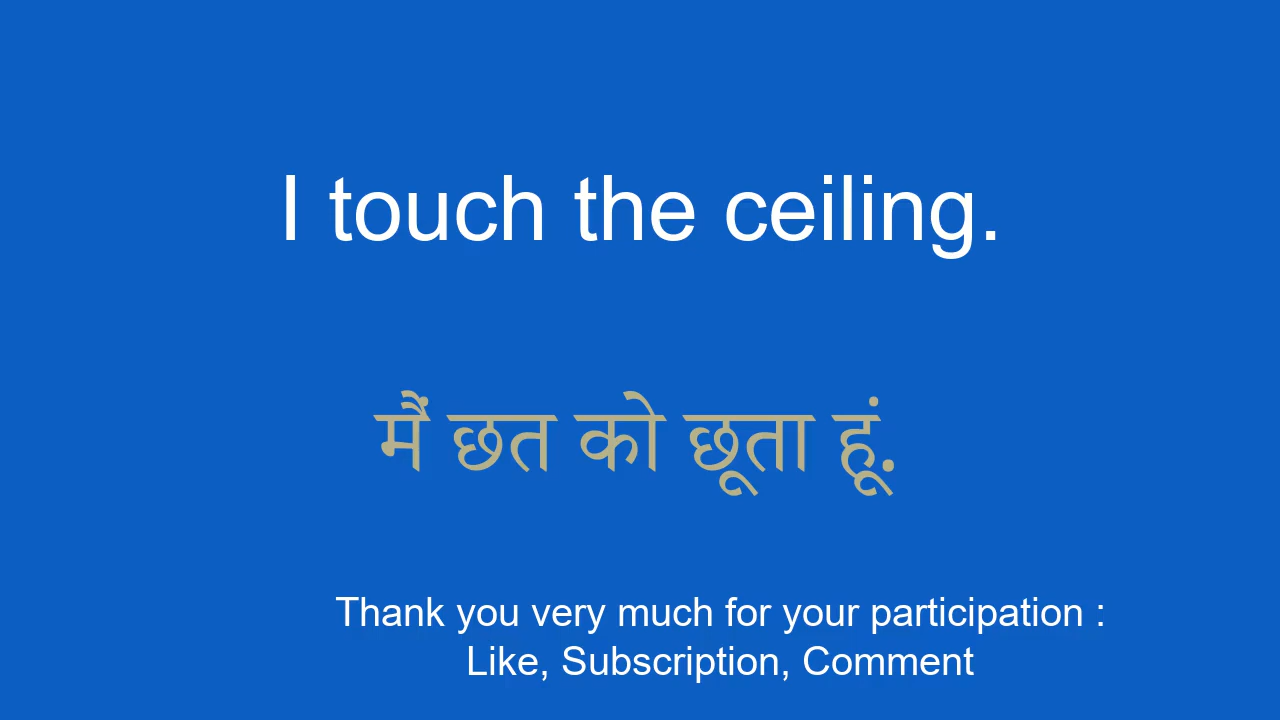 I touch the ceiling.
मैं छत को छूता हूं.
Thank you very much for your participation :
Like, Subscription, Comment